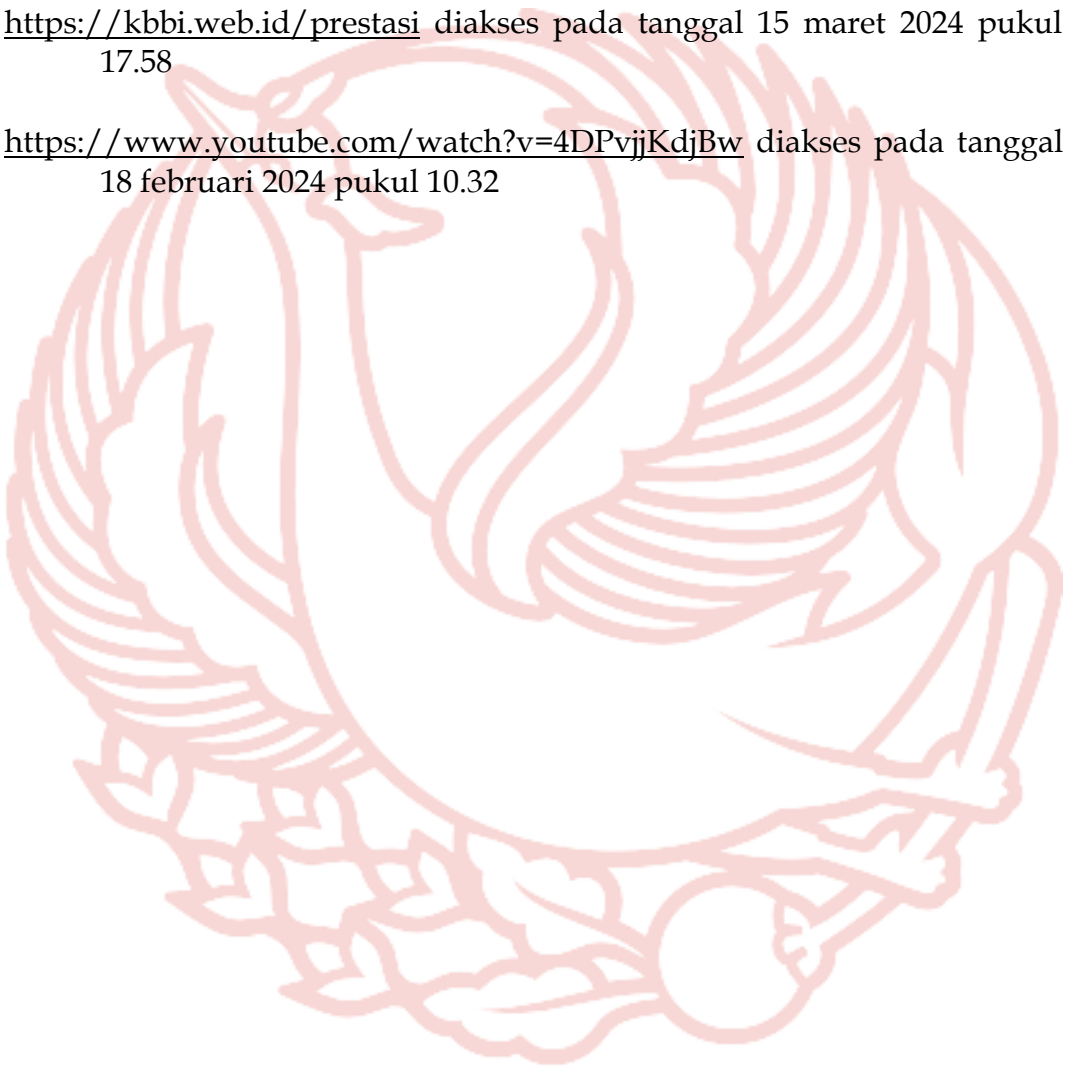 https://kbbi.web.id/prestasi diakses pada tanggal 15 maret 2024 pukul
17.58
https://www.youtube.com/watch?v=4DPvjjKdjBw diakses pada tanggal
18 februari 2024 pukul 10.32